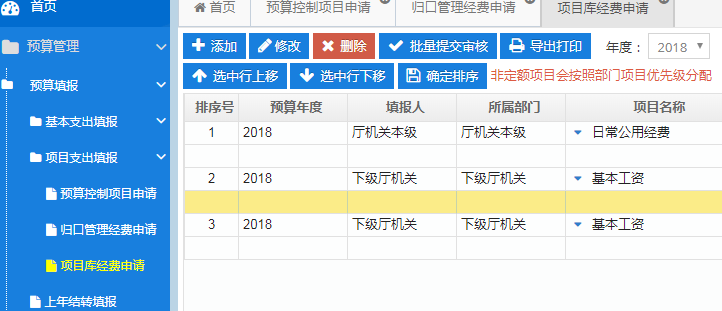 首页
预算管理
预算填报
基本支出填报
项目支出填报
预算控制项目申请
归口管理经费申请
项目库经费申请
上年结转填报
首页 预算控制项目申请 归口管理经费申请 项目库经费申请
添加 修改 删除 批量提交审核 导出打印 年度： 2018
选中行上移 选中行下移 确定排序 非定额项目会按照部门项目优先级分配
排序号 预算年度 填报人 所属部门 项目名称
1 2018 厅机关本级 厅机关本级 日常公用经费
2 2018 下级厅机关 下级厅机关 基本工资
3 2018 下级厅机关 下级厅机关 基本工资